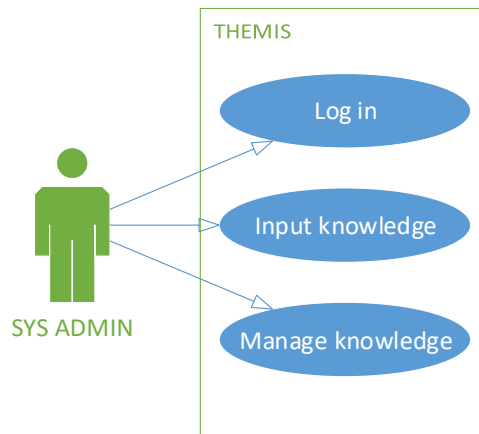 THEMIS
Log in
Input knowledge
SYS ADMIN
Manage knowledge